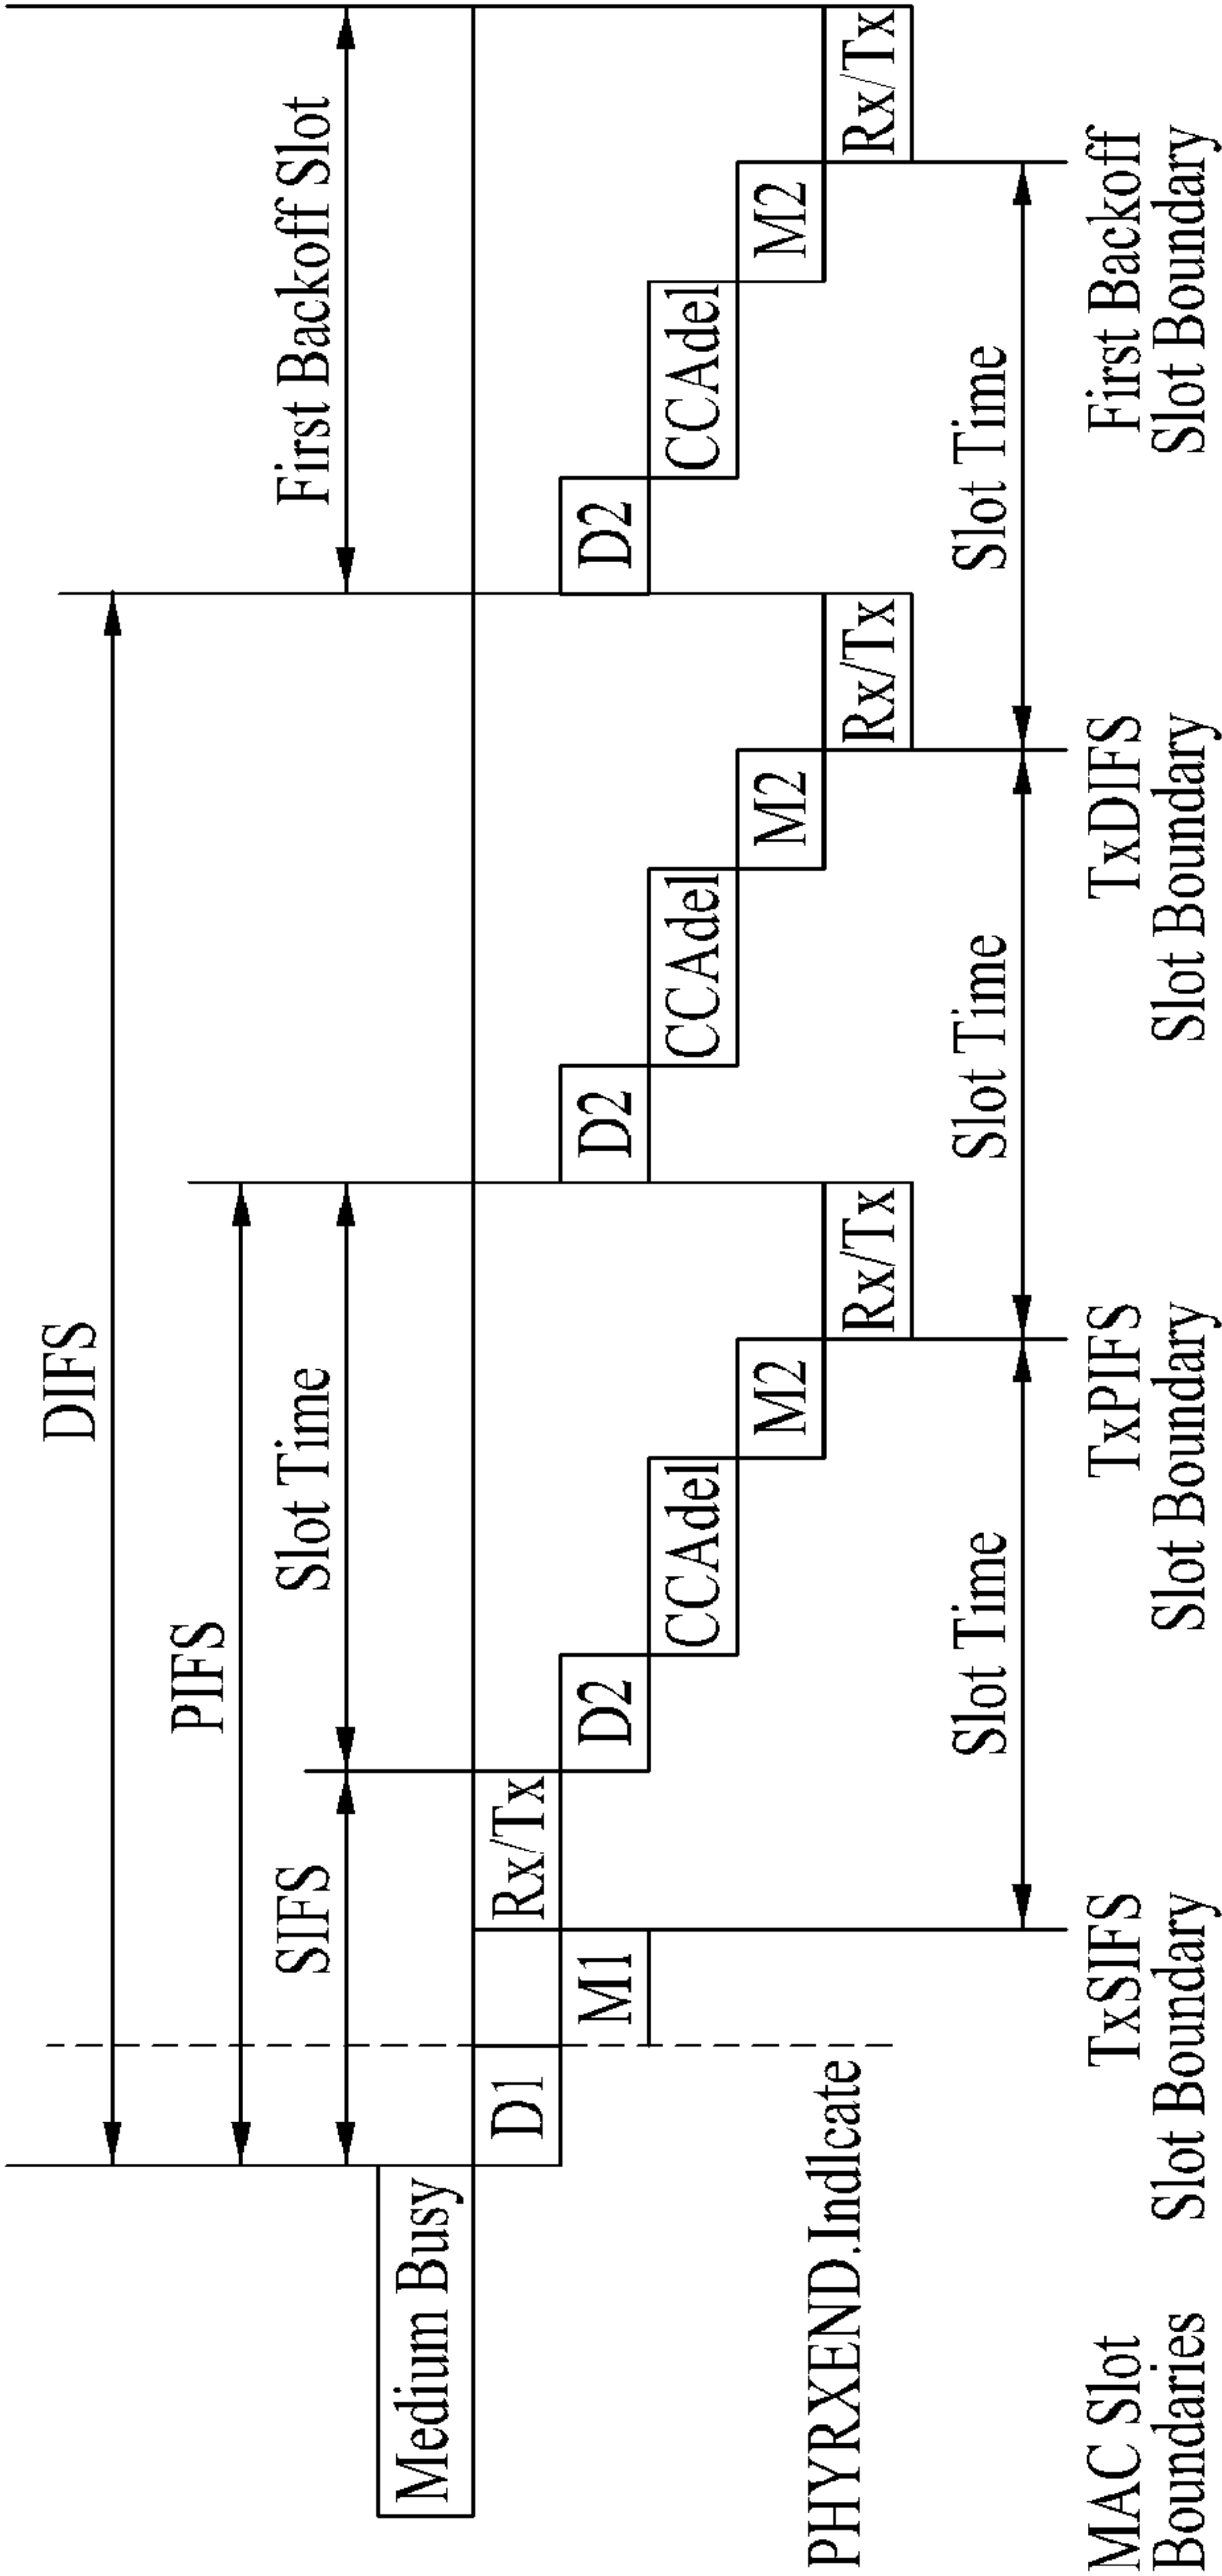 DIFS
PIFS
SIFS
Slot Time
First Backoff Slot
Medium Busy
D1
Rx/Tx
M1
D2
D2
D2
CCAdel
CCAdel
CCAdel
M2
M2
M2
Rx/Tx
Rx/Tx
Rx/Tx
PHYRXEND.Indlcate
Slot Time
Slot Time
Slot Time
MAC Slot
Boundaries
TxSIFS
Slot Boundary
TxPIFS
Slot Boundary
TxDIFS
Slot Boundary
First Backoff
Slot Boundary